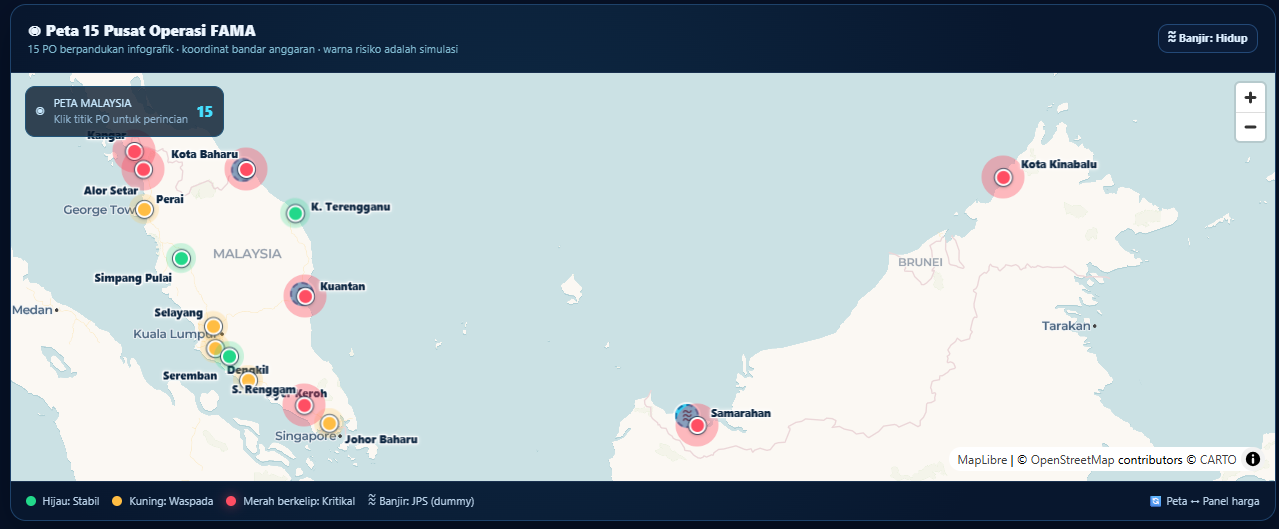 Peta 15 Pusat Operasi FAMA
15 PO berpandukan infografik · koordinat bandar anggaran · warna risiko adalah simulasi
Banjir: Hidup
PETA MALAYSIA
Klik titik PO untuk perincian
15
+
−
Kangar
Kota Baharu
Kota Kinabalu
Alor Setar
Perai
George Tow
K. Terengganu
MALAYSIA
BRUNEI
Simpang Pulai
Kuantan
Medan
Selayang
Tarakan
Kuala Lumpur
Dengkil
Seremban
S. Renggam
Keroh
Samarahan
Singapore
Johor Baharu
MapLibre | © OpenStreetMap contributors © CARTO
Hijau: Stabil Kuning: Waspada Merah berkelip: Kritikal Banjir: JPS (dummy)
Peta ↔ Panel harga